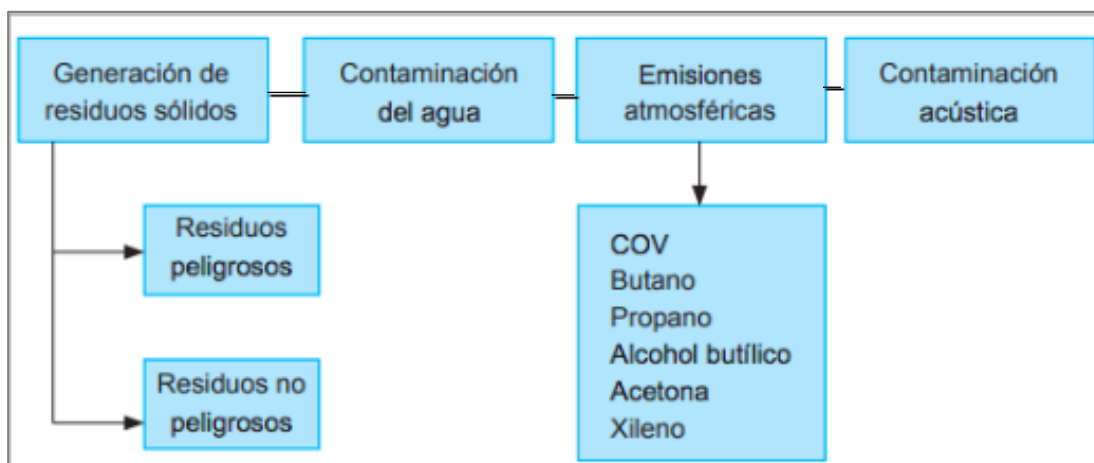 Generación de
residuos sólidos
Contaminación
del agua
Emisiones
atmosféricas
Contaminación
acústica
Residuos
peligrosos
Residuos no
peligrosos
COV
Butano
Propano
Alcohol butílico
Acetona
Xileno